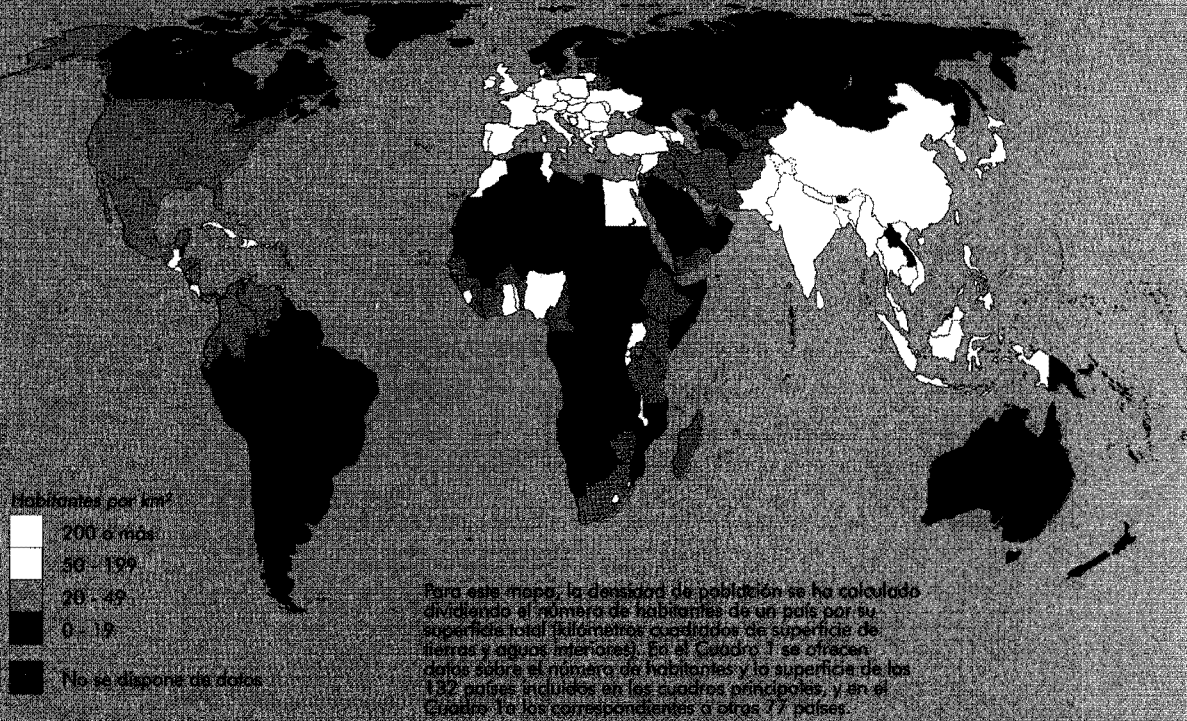 Habitantes por km²
200 o más
50 - 199
20 - 49
0 - 19
No se dispone de datos
Para este mapa, la densidad de población se ha calculado
dividiendo el número de habitantes de un país por su
superficie total (kilómetros cuadrados de superficie de
tierras y aguas interiores). En el Cuadro 1 se ofrecen
datos sobre el número de habitantes y la superficie de los
132 países incluidos en los cuadros principales, y en el
Cuadro 1a los correspondientes a otros 77 países.